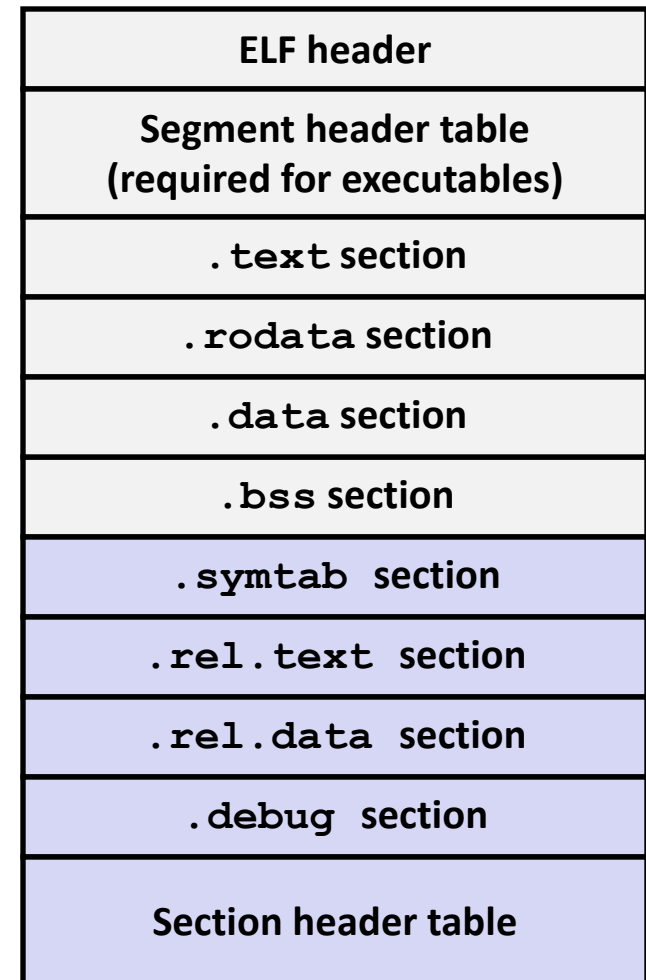 ELF header
Segment header table
(required for executables)
.text section
.rodata section
.data section
.bss section
.symtab section
.rel.text section
.rel.data section
.debug section
Section header table